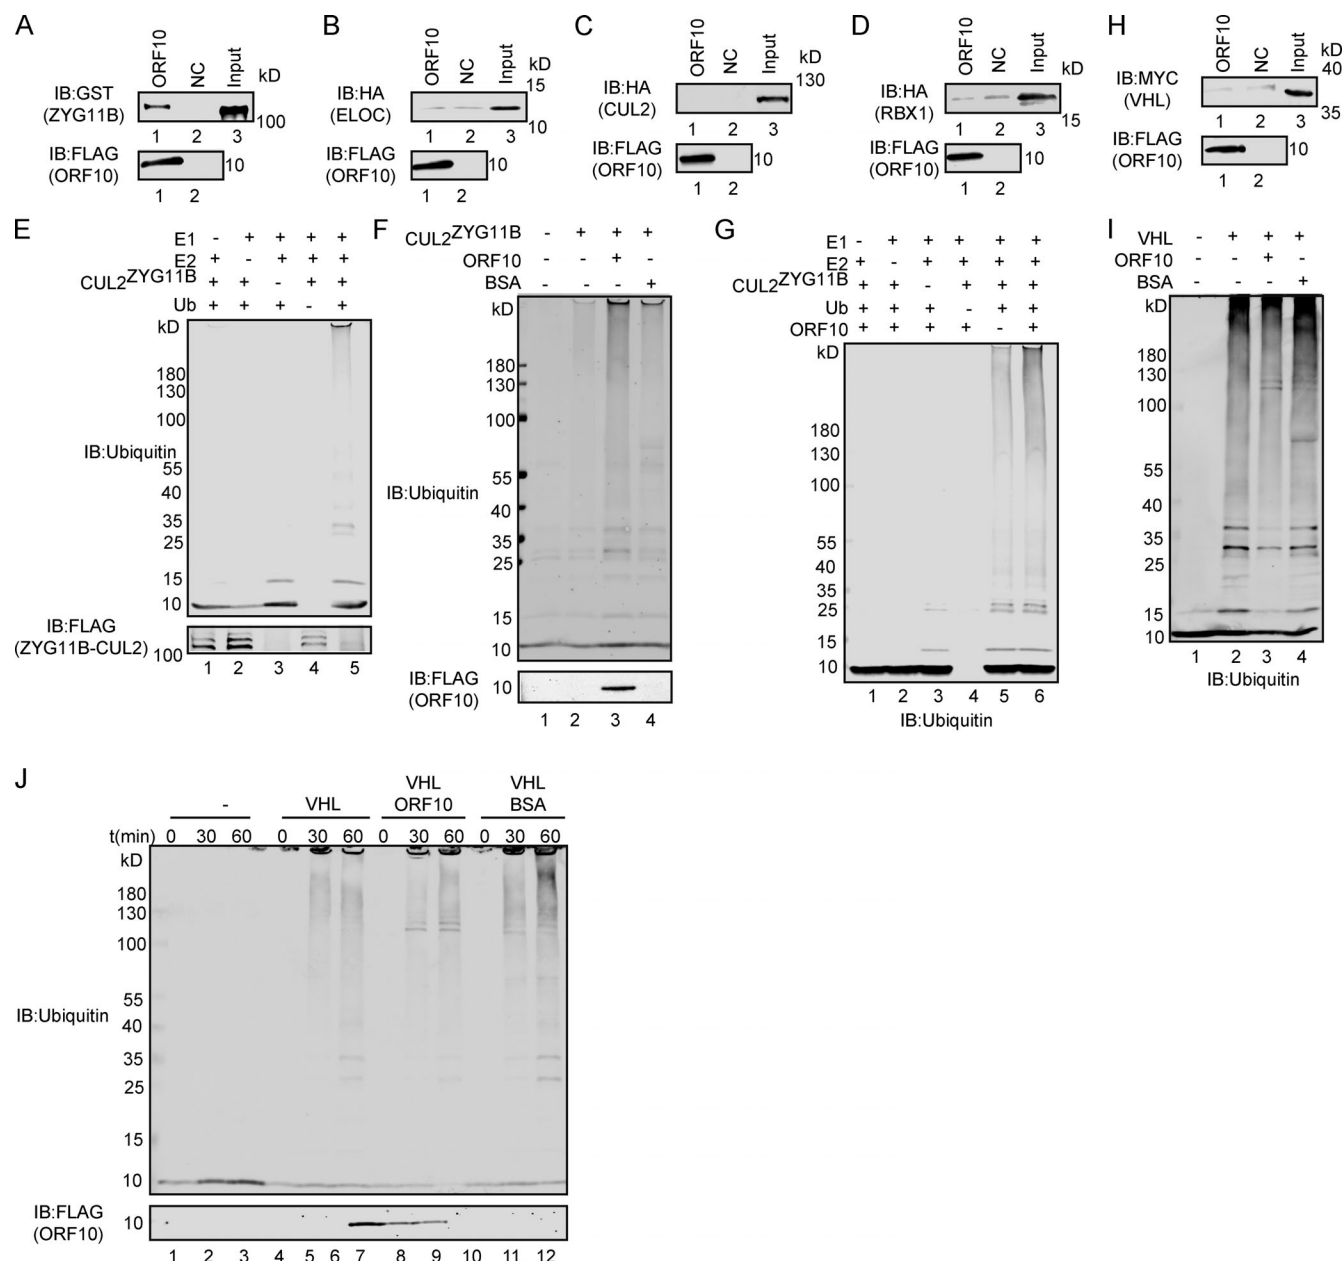 A
ORF10
NC
Input
kD
IB:GST
(ZYG11B)
100
1 2 3
IB:FLAG
(ORF10)
10
1 2
B
ORF10
NC
Input
kD
15
IB:HA
(ELOC)
1 2 3
10
IB:FLAG
(ORF10)
10
1 2
C
ORF10
NC
Input
kD
130
IB:HA
(CUL2)
1 2 3
IB:FLAG
(ORF10)
10
1 2
D
ORF10
NC
Input
kD
IB:HA
(RBX1)
15
1 2 3
IB:FLAG
(ORF10)
10
1 2
H
ORF10
NC
Input
kD
40
IB:MYC
(VHL)
35
1 2 3
IB:FLAG
(ORF10)
10
1 2
E
- + + + + E1
+ - + + + E2
CUL2ZYG11B + + - + +
Ub + + + - +
kD
180
130
100
IB:Ubiquitin
55
40
35
25
15
10
IB:FLAG
(ZYG11B-CUL2)
100
1 2 3 4 5
F
CUL2ZYG11B - + + +
ORF10 - - + -
BSA - - - +
kD
180
130
100
55
IB:Ubiquitin
40
35
25
15
10
IB:FLAG
(ORF10)
10
1 2 3 4
G
E1 - + + + + +
E2 + - + + + +
CUL2ZYG11B + + - + + +
Ub + + + - + +
ORF10 + + + + - +
kD
180
130
100
55
40
35
25
15
10
1 2 3 4 5 6
IB:Ubiquitin
I
VHL - + + +
ORF10 - - + -
BSA - - - +
kD
180
130
100
55
40
35
25
15
10
1 2 3 4
IB:Ubiquitin
J
-
VHL
VHL
ORF10
VHL
BSA
t(min) 0 30 60 0 30 60 0 30 60 0 30 60
kD
180
130
100
55
IB:Ubiquitin
40
35
25
15
10
IB:FLAG
(ORF10)
10
1 2 3 4 5 6 7 8 9 10 11 12